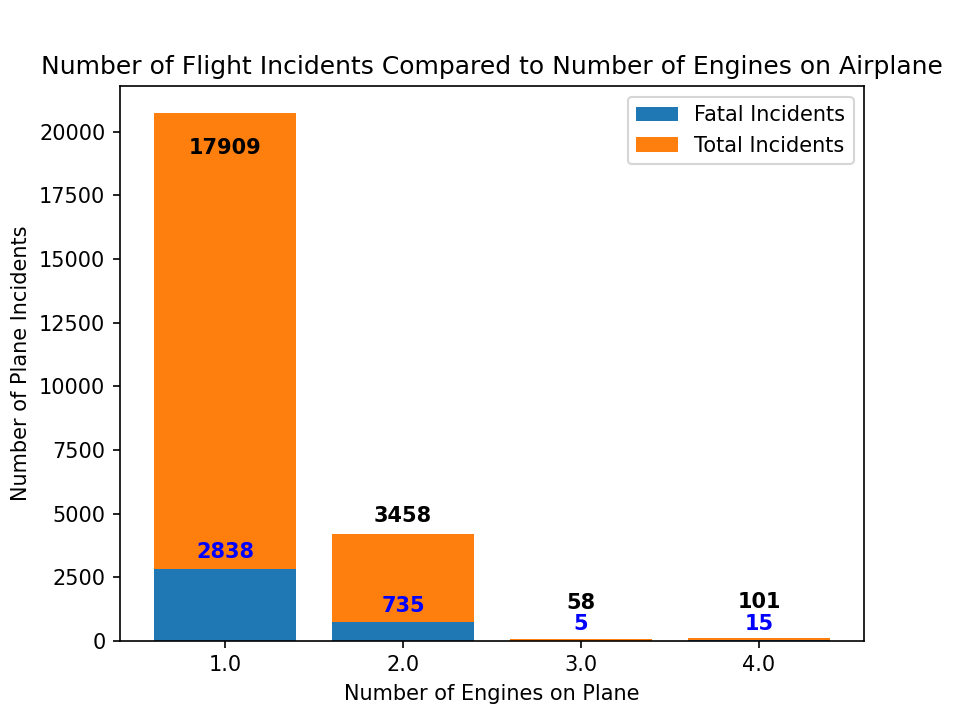 Number of Flight Incidents Compared to Number of Engines on Airplane
Fatal Incidents
Total Incidents
Number of Plane Incidents
20000
17500
15000
12500
10000
7500
5000
2500
0
17909
2838
3458
735
58
5
101
15
1.0 2.0 3.0 4.0
Number of Engines on Plane